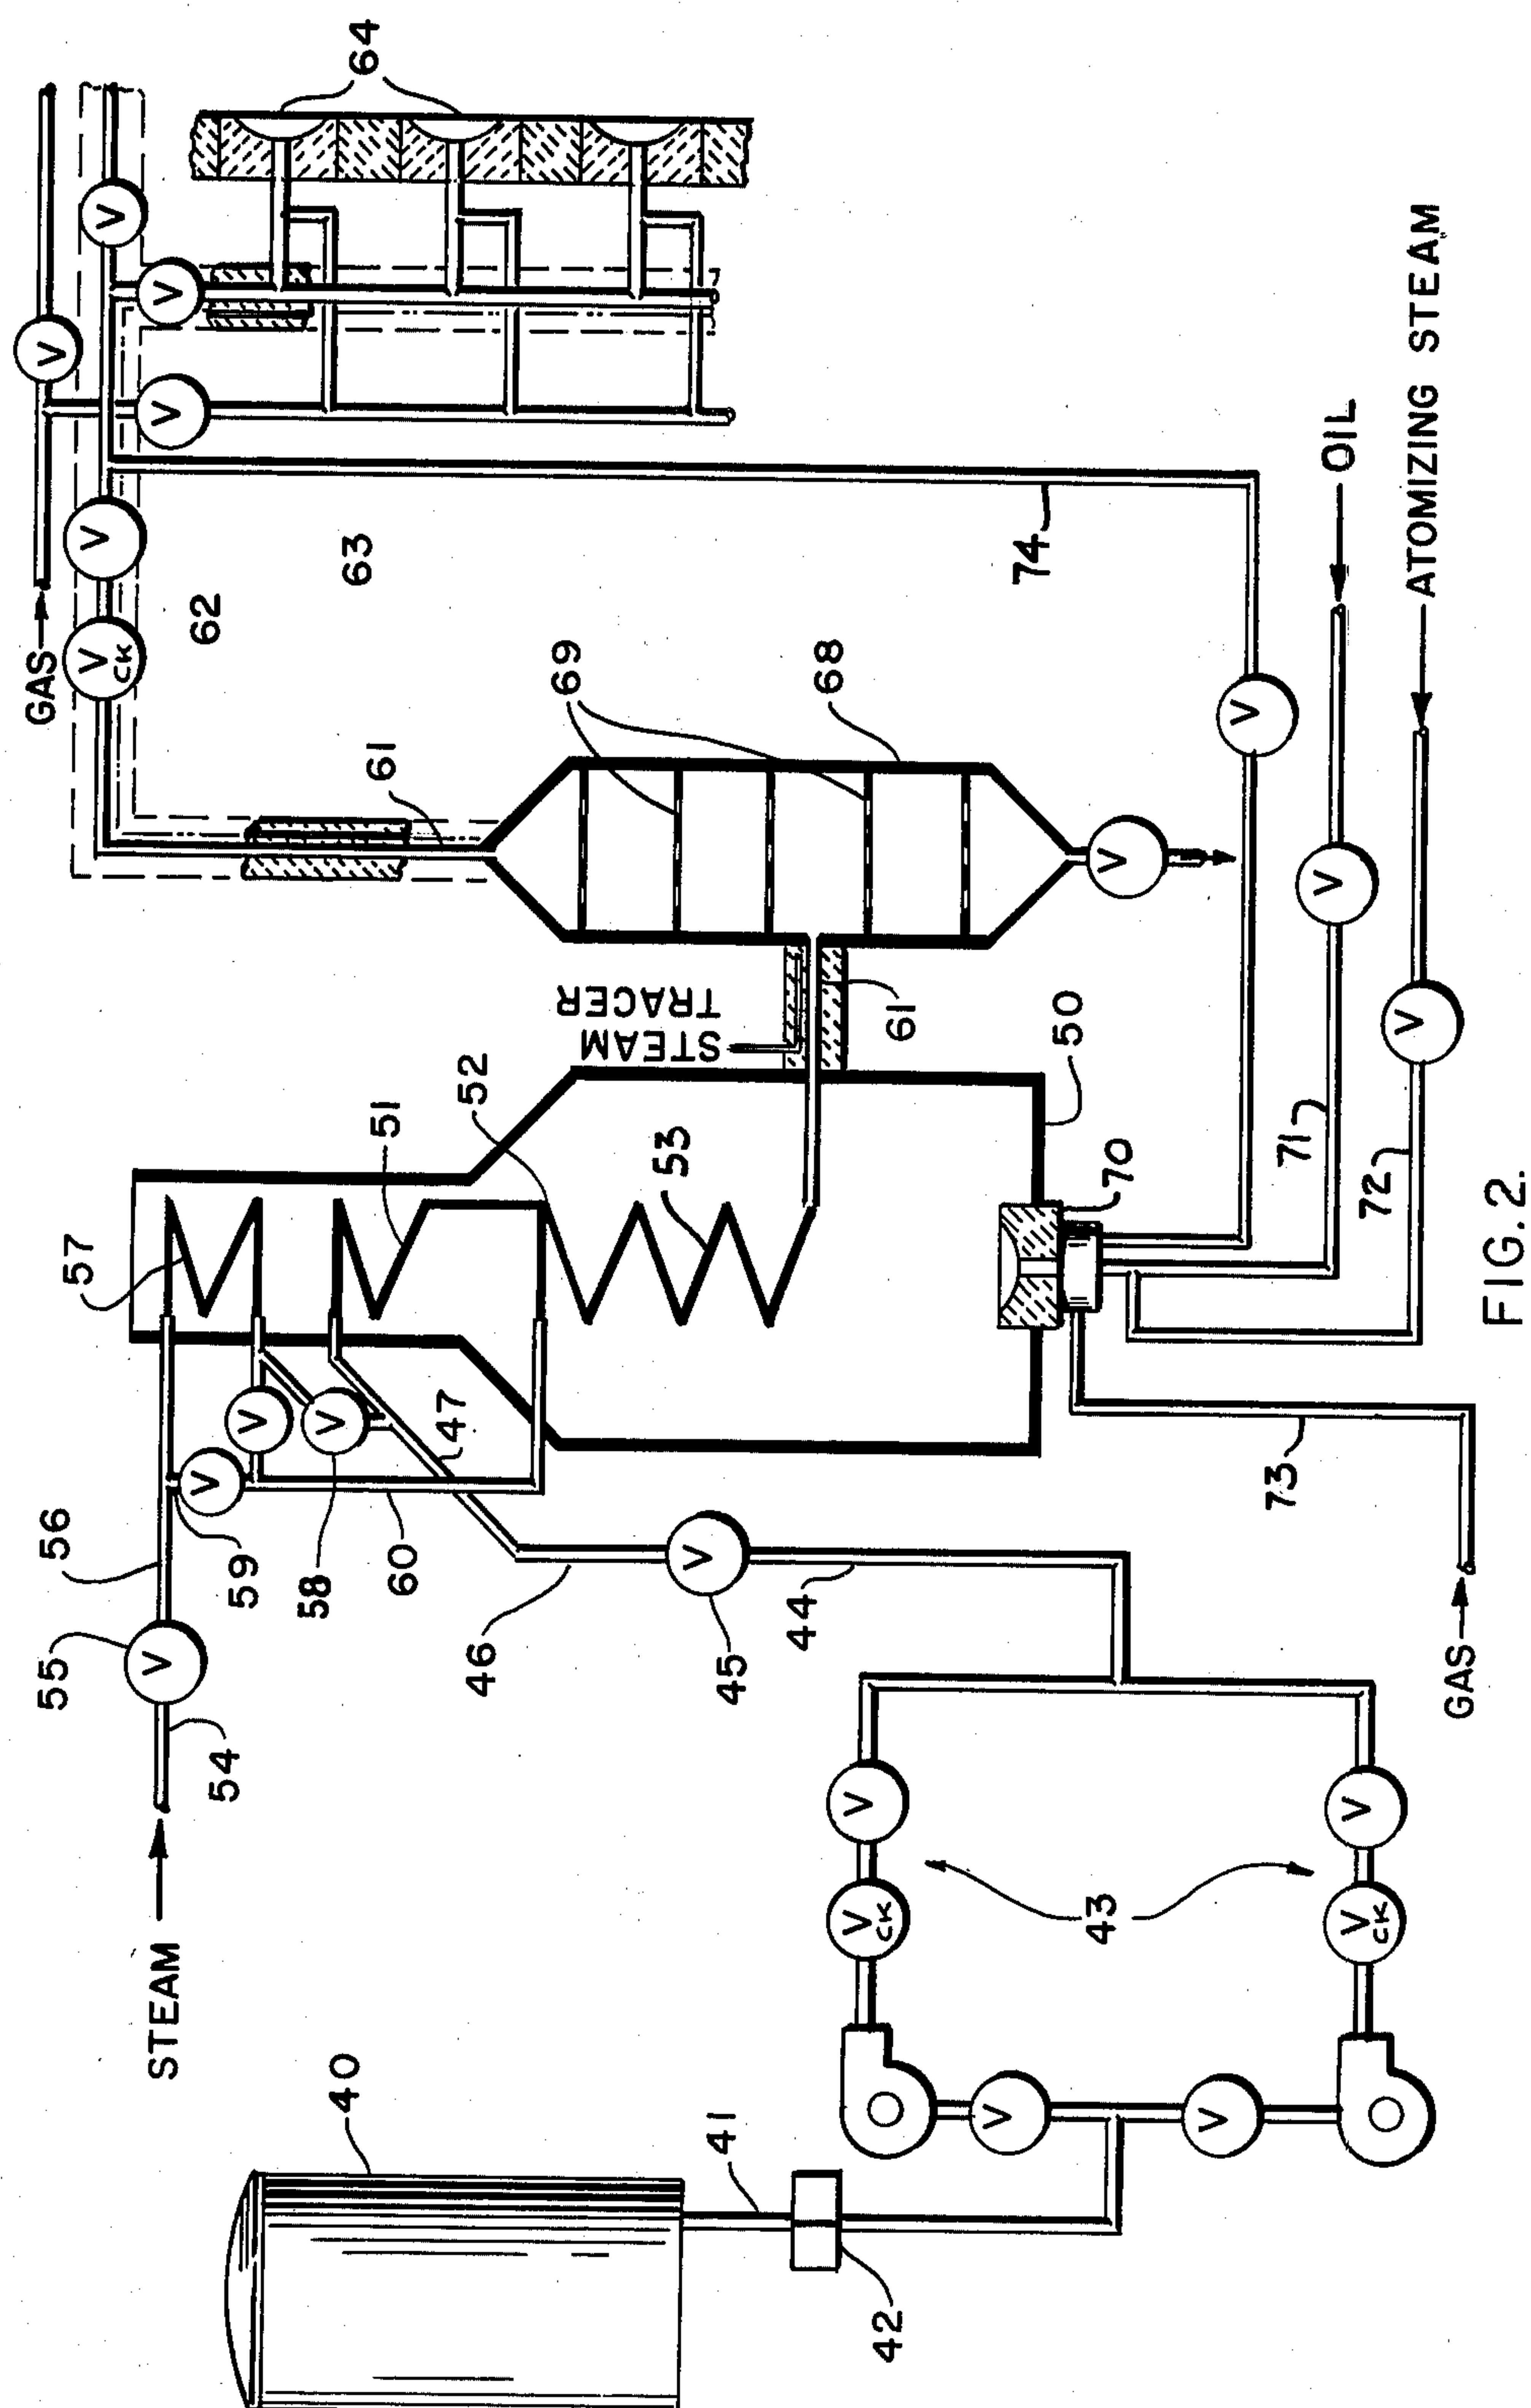 GAS
V
64
V
V
V
V
V
CK
62
63
61
57
56
55
V
54
STEAM
59
V
V
V
58
60
51
47
52
53
46
45
V
44
STEAM
TRACER
61
69
68
V
50
70
74
V
40
41
42
V
CK
V
V
V
V
CK
V
43
71
V
OIL
72
V
ATOMIZING STEAM
73
GAS
FIG. 2.